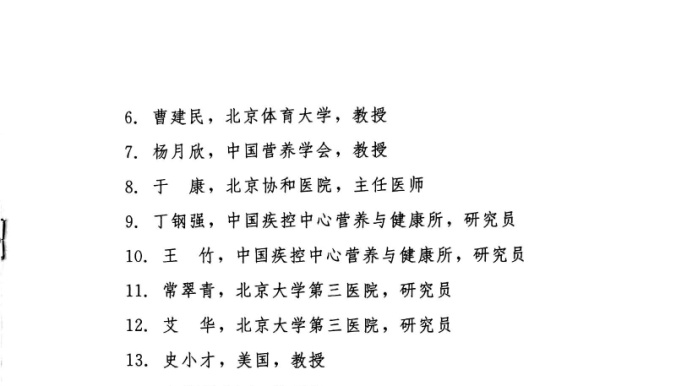 6. 曹建民，北京体育大学，教授
7. 杨月欣，中国营养学会，教授
8. 于　康，北京协和医院，主任医师
9. 丁钢强，中国疾控中心营养与健康所，研究员
10. 王　竹，中国疾控中心营养与健康所，研究员
11. 常翠青，北京大学第三医院，研究员
12. 艾　华，北京大学第三医院，研究员
13. 史小才，美国，教授